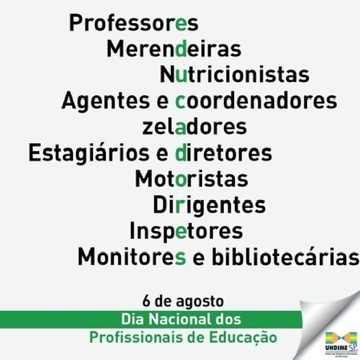 Professores
Merendeiras
Nutricionistas
Agentes e coordenadores
zeladores
Estagiários e diretores
Motoristas
Dirigentes
Inspetores
Monitores e bibliotecárias
6 de agosto
Dia Nacional dos
Profissionais de Educação
UNDIME SP